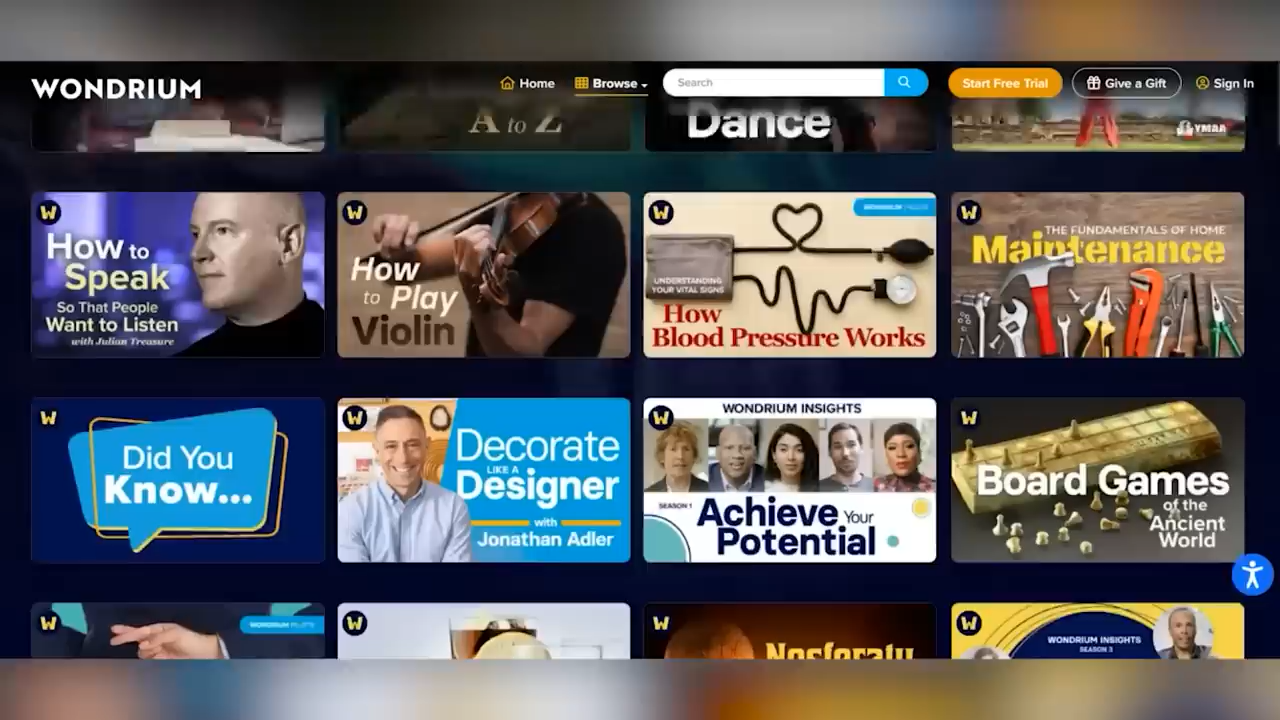 WONDRIUM
Home
Browse
Search
Start Free Trial
Give a Gift
Sign In
A to Z
Dance
YMAA
W
How to
Speak
So That People
Want to Listen
with Julian Treasure
W
How
to Play
Violin
W
UNDERSTANDING
YOUR VITAL SIGNS
How
Blood Pressure Works
W
THE FUNDAMENTALS OF HOME
Maintenance
W
Did You
Know...
W
Decorate
LIKE A
Designer
with
Jonathan Adler
W
WONDRIUM INSIGHTS
SEASON 1
Achieve Your
Potential
W
Board Games
of the
Ancient
World
W
WONDRIUM PILOTS
W
W
Nosferatu
W
WONDRIUM INSIGHTS
SEASON 3